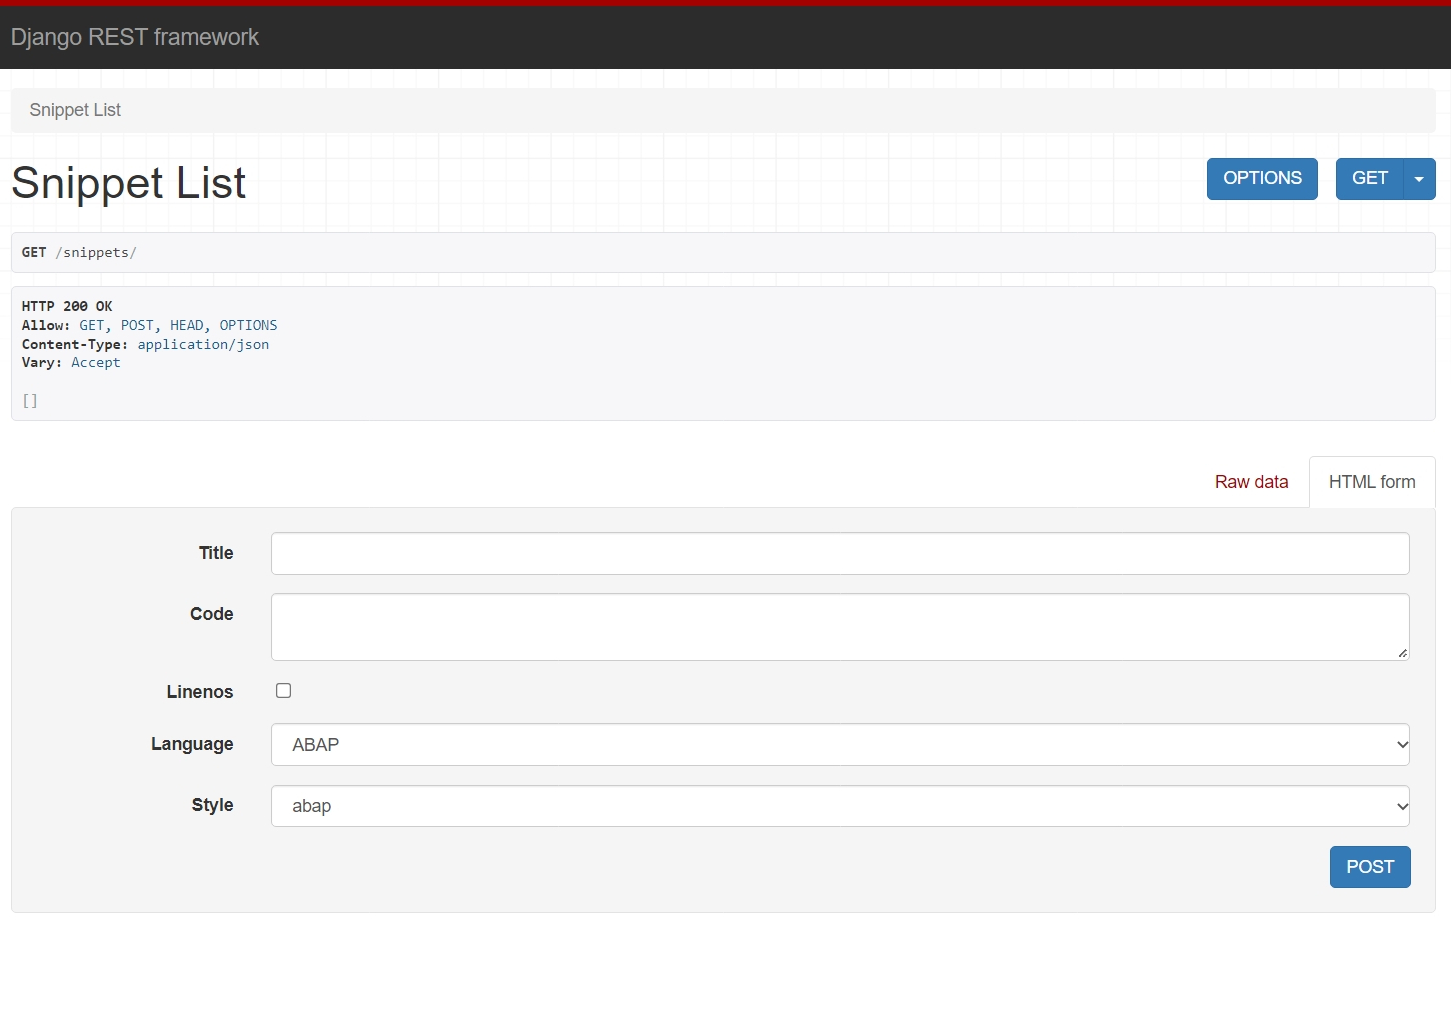 Django REST framework
Snippet List
Snippet List
OPTIONS
GET
GET /snippets/
HTTP 200 OK
Allow: GET, POST, HEAD, OPTIONS
Content-Type: application/json
Vary: Accept
[]
Raw data
HTML form
Title
Code
Linenos
Language
ABAP
Style
abap
POST